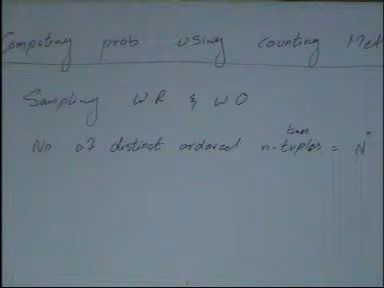 Computing prob using counting Met
Sampling WR & WO
No of distinct ordered n-tuples = N^n